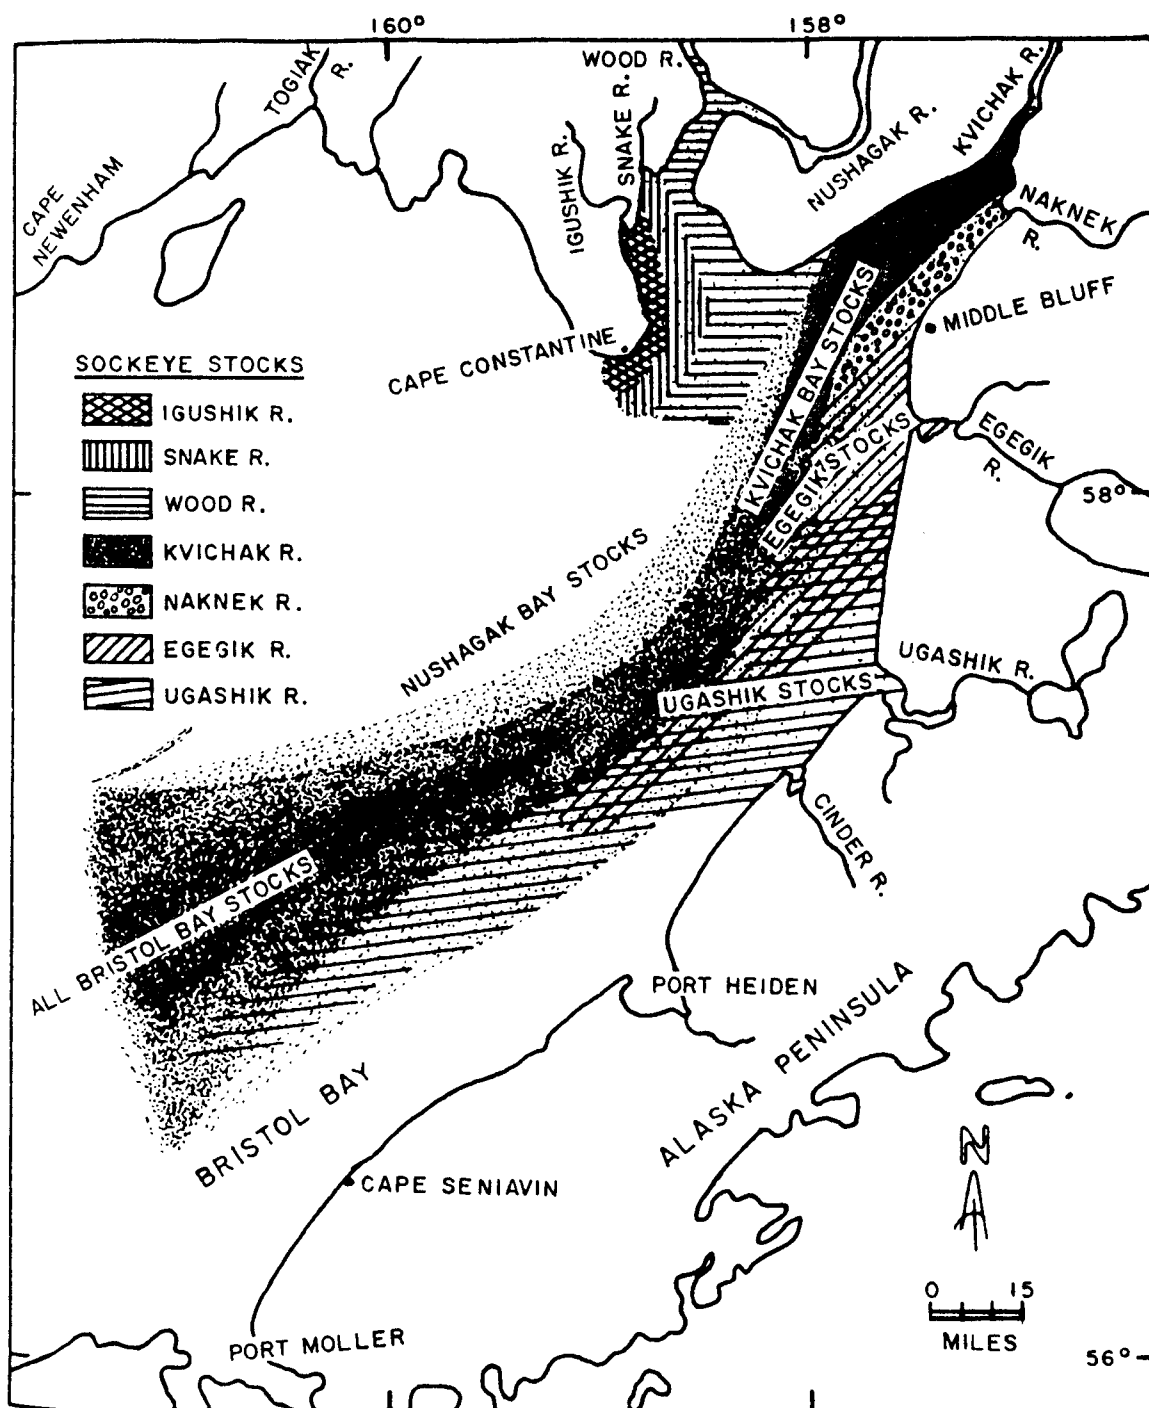 160°
158°
TOGIAK
R.
WOOD R.
SNAKE R.
IGUSHIK R.
NUSHAGAK R.
KVICHAK R.
CAPE
NEWENHAM
NAKNEK
R.
MIDDLE BLUFF
CAPE CONSTANTINE
SOCKEYE STOCKS
IGUSHIK R.
SNAKE R.
WOOD R.
KVICHAK R.
NAKNEK R.
EGEGIK R.
UGASHIK R.
KVICHAK BAY STOCKS
EGEGIK STOCKS
EGEGIK
R.
58°
NUSHAGAK BAY STOCKS
UGASHIK R.
UGASHIK STOCKS
CINDER R.
ALL BRISTOL BAY STOCKS
PORT HEIDEN
BRISTOL BAY
ALASKA PENINSULA
CAPE SENIAVIN
N
0 15
MILES
PORT MOLLER
56°